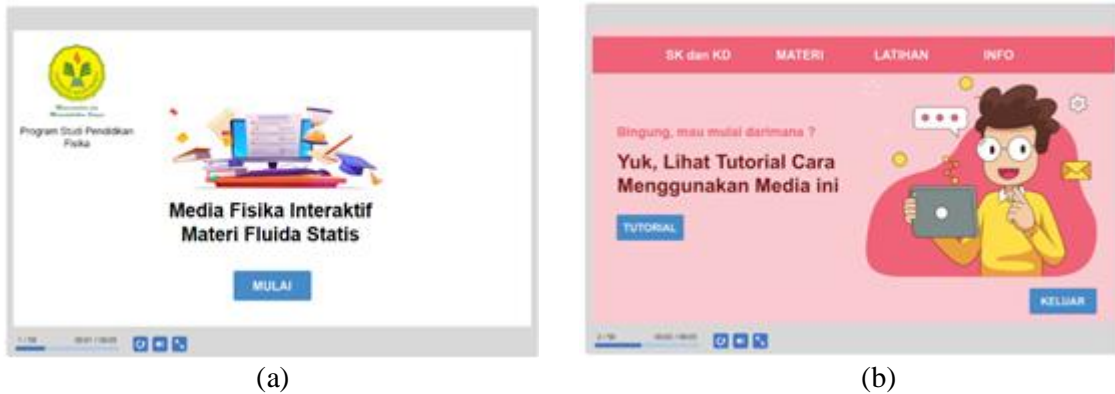 Program Studi Pendidikan
Fisika
Media Fisika Interaktif
Materi Fluida Statis
MULAI
(a)
SK dan KD MATERI LATIHAN INFO
Bingung, mau mulai darimana ?
Yuk, Lihat Tutorial Cara
Menggunakan Media ini
TUTORIAL
KELUAR
(b)